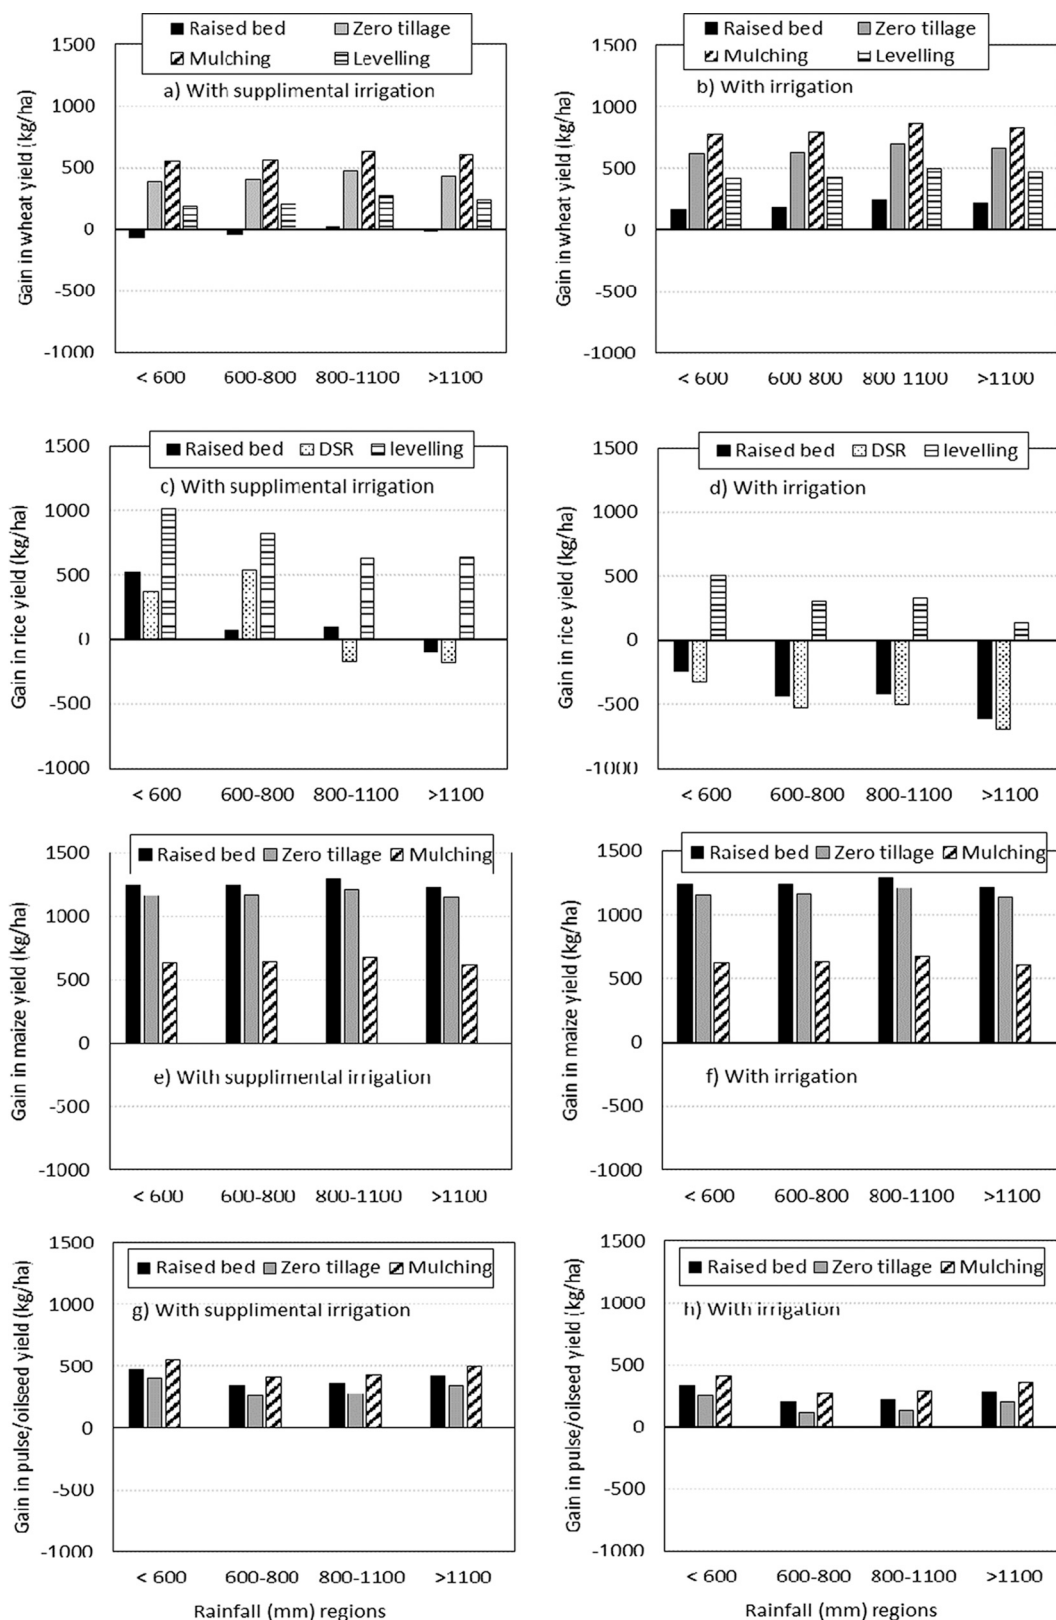 Raised bed Zero tillage
Mulching Levelling
a) With supplimental irrigation
Gain in wheat yield (kg/ha)
1500
1000
500
0
-500
-1000
< 600 600-800 800-1100 >1100
Raised bed Zero tillage
Mulching Levelling
b) With irrigation
Gain in wheat yield (kg/ha)
1500
1000
500
0
-500
-1000
< 600 600-800 800-1100 >1100
Raised bed DSR levelling
c) With supplimental irrigation
Gain in rice yield (kg/ha)
1500
1000
500
0
-500
-1000
< 600 600-800 800-1100 >1100
Raised bed DSR levelling
d) With irrigation
Gain in rice yield (kg/ha)
1500
1000
500
0
-500
-1000
< 600 600-800 800-1100 >1100
Raised bed Zero tillage Mulching
e) With supplimental irrigation
Gain in maize yield (kg/ha)
1500
1000
500
0
-500
-1000
< 600 600-800 800-1100 >1100
Raised bed Zero tillage Mulching
f) With irrigation
Gain in maize yield (kg/ha)
1500
1000
500
0
-500
-1000
< 600 600-800 800-1100 >1100
Raised bed Zero tillage Mulching
g) With supplimental irrigation
Gain in pulse/oilseed yield (kg/ha)
1500
1000
500
0
-500
-1000
< 600 600-800 800-1100 >1100
Rainfall (mm) regions
Raised bed Zero tillage Mulching
h) With irrigation
Gain in pulse/oilseed yield (kg/ha)
1500
1000
500
0
-500
-1000
< 600 600-800 800-1100 >1100
Rainfall (mm) regions